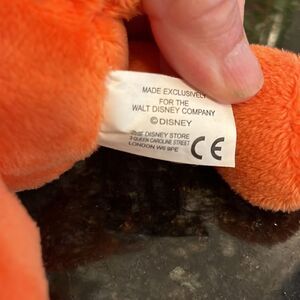 MADE EXCLUSIVELY
FOR THE
WALT DISNEY COMPANY
© DISNEY
THE DISNEY STORE
3 QUEEN CAROLINE STREET
LONDON W6 9PE
CE